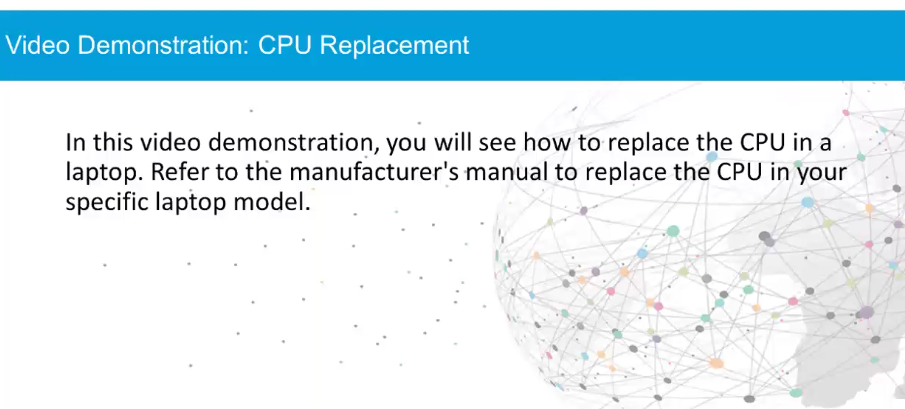 Video Demonstration: CPU Replacement
In this video demonstration, you will see how to replace the CPU in a
laptop. Refer to the manufacturer's manual to replace the CPU in your
specific laptop model.